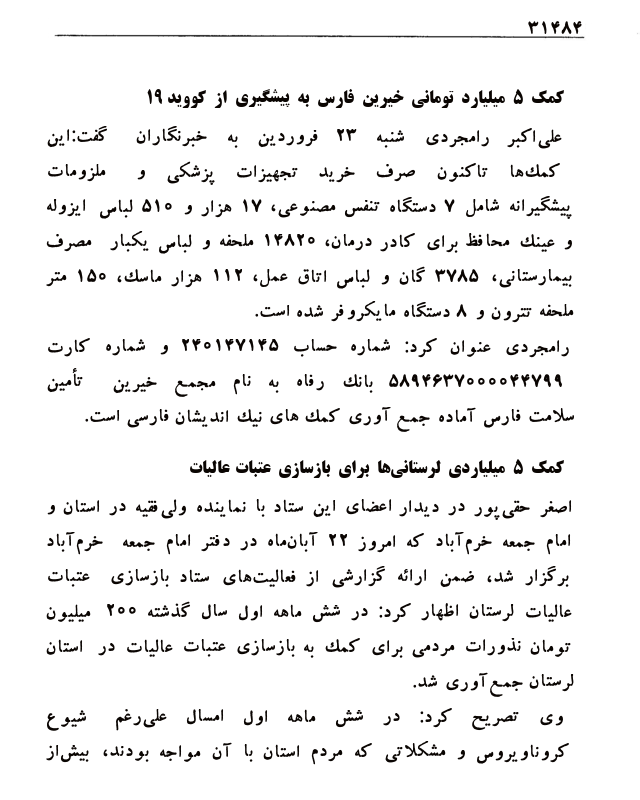 ۳۱۴۸۴
کمک ۵ میلیارد تومانی خیرین فارس به پیشگیری از کووید ۱۹
علی‌اکبر رامجردی شنبه ۲۳ فروردین به خبرنگاران گفت:این
کمك‌ها تاکنون صرف خرید تجهیزات پزشکی و ملزومات
پیشگیرانه شامل ۷ دستگاه تنفس مصنوعی، ۱۷ هزار و ۵۱۰ لباس ایزوله
و عینك محافظ برای کادر درمان، ۱۴۸۲۰ ملحفه و لباس یکبار مصرف
بیمارستانی، ۳۷۸۵ گان و لباس اتاق عمل، ۱۱۲ هزار ماسك، ۱۵۰ متر
ملحفه تترون و ۸ دستگاه مایکروفر شده است.
رامجردی عنوان کرد: شماره حساب ۲۴۰۱۴۷۱۴۵ و شماره کارت
۵۸۹۴۶۳۷۰۰۰۰۴۴۷۹۹ بانك رفاه به نام مجمع خیرین تأمین
سلامت فارس آماده جمع آوری کمك های نیك اندیشان فارسی است.
کمک ۵ میلیاردی لرستانی‌ها برای بازسازی عتبات عالیات
اصغر حقی‌پور در دیدار اعضای این ستاد با نماینده ولی‌فقیه در استان و
امام جمعه خرم‌آباد که امروز ۲۲ آبان‌ماه در دفتر امام جمعه خرم‌آباد
برگزار شد، ضمن ارائه گزارشی از فعالیت‌های ستاد بازسازی عتبات
عالیات لرستان اظهار کرد: در شش ماهه اول سال گذشته ۲۰۰ میلیون
تومان نذورات مردمی برای کمك به بازسازی عتبات عالیات در استان
لرستان جمع‌آوری شد.
وی تصریح کرد: در شش ماهه اول امسال علی‌رغم شیوع
کروناویروس و مشکلاتی که مردم استان با آن مواجه بودند، بیش‌از